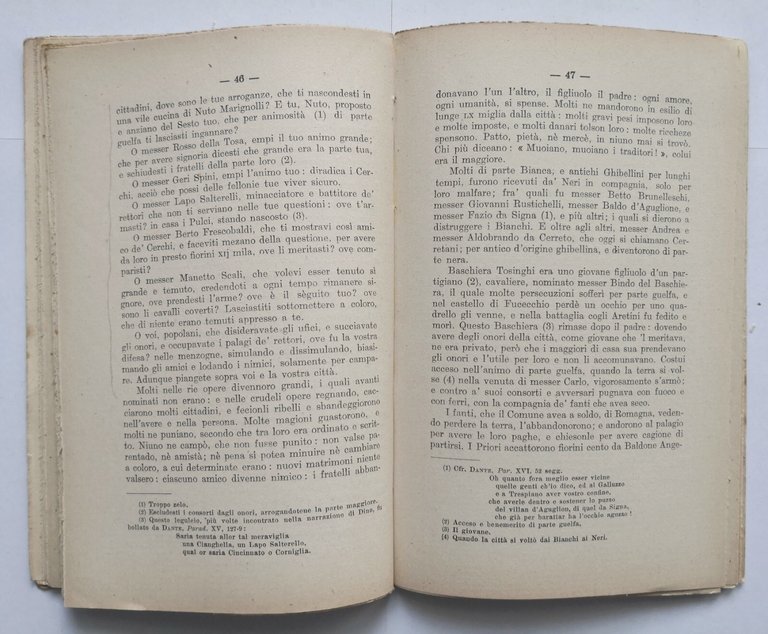 — 46 —
cittadini, dove sono le tue arroganze, che ti nascondesti in
una vile cucina di Nuto Marignolli? E tu, Nuto, proposto
e anziano del Sesto tuo, che per animosità (1) di parte
guelfa ti lasciasti ingannare?
O messer Rosso della Tosa, empi il tuo animo grande;
che per avere signoria dicesti che grande era la parte tua,
e schiudesti i fratelli della parte loro (2).
O messer Geri Spini, empi l'animo tuo: diradica i Cer-
chi, acciò che possi delle fellonie tue viver sicuro.
O messer Lapo Salterelli, minacciatore e battitore de'
rettori che non ti serviano nelle tue questioni: ove t'ar-
masti? in casa i Pulci, stando nascosto (3).
O messer Berto Frescobaldi, che ti mostravi così ami-
co de' Cerchi, e faceviti mezano della questione, per avere
da loro in presto fiorini xij mila, ove li meritasti? ove com-
paristi?
O messer Manetto Scali, che volevi esser tenuto sì
grande e temuto, credendoti a ogni tempo rimanere si-
gnore, ove prendesti l'arme? ove è il sèguito tuo? ove
sono li cavalli coverti? Lasciastiti sottomettere a coloro,
che di niente erano temuti appresso a te.
O voi, popolani, che disideravate gli ufici, e succiavate
gli onori, e occupavate i palagi de' rettori, ove fu la vostra
difesa? nelle menzogne, simulando e dissimulando, biasi-
mando gli amici e lodando i nimici, solamente per campa-
re. Adunque piangete sopra voi e la vostra città.
Molti nelle rie opere divennoro grandi, i quali avanti
nominati non erano: e nelle crudeli opere regnando, cac-
ciarono molti cittadini, e fecionli ribelli e sbandeggiorono
nell'avere e nella persona. Molte magioni guastorono, e
molte ne puniano, secondo che tra loro era ordinato e scrit-
to. Niuno ne campò, che non fusse punito: non valse pa-
rentado, nè amistà; nè pena si potea minuire nè cambiare
a coloro, a cui determinate erano: nuovi matrimoni niente
valsero: ciascuno amico divenne nimico: i fratelli abban-
(1) Troppo zelo.
(2) Escludesti i consorti dagli onori, arrogandotene la parte maggiore.
(3) Questo leguleio, più volte incontrato nella narrazione di Dino, fu
bollato da DANTE, Parad. XV, 127-9:
Saria tenuta allor tal meraviglia
una Cianghella, un Lapo Salterello,
qual or saria Cincinnato o Corniglia.
— 47 —
donavano l'un l'altro, il figliuolo il padre: ogni amore,
ogni umanità, si spense. Molti ne mandorono in esilio di
lunge LX miglia dalla città: molti gravi pesi imposono loro
e molte imposte, e molti danari tolson loro: molte riccheze
spensono. Patto, pietà, nè mercè, in niuno mai si trovò.
Chi più diceano: « Muoiano, muoiano i traditori! », colui
era il maggiore.
Molti di parte Bianca, e antichi Ghibellini per lunghi
tempi, furono ricevuti da' Neri in compagnia, solo per
loro malfare; fra' quali fu messer Betto Brunelleschi,
messer Giovanni Rustichelli, messer Baldo d'Aguglione, e
messer Fazio da Signa (1), e più altri; i quali si dierono a
distruggere i Bianchi. E oltre agli altri, messer Andrea e
messer Aldobrando da Cerreto, che oggi si chiamano Cer-
retani; per antico d'origine ghibellina, e diventorono di par-
te nera.
Baschiera Tosinghi era uno giovane figliuolo d'un par-
tigiano (2), cavaliere, nominato messer Bindo del Baschie-
ra, il quale molte persecuzioni sofferì per parte guelfa, e
nel castello di Fucecchio perdè un occhio per uno qua-
drello gli venne, e nella battaglia cogli Aretini fu fedito e
morì. Questo Baschiera (3) rimase dopo il padre: dovendo
avere degli onori della città, come giovane che 'l meritava,
ne era privato, però che i maggiori di casa sua prendevano
gli onori e l'utile per loro e non li accomunavano. Costui
acceso nell'animo di parte guelfa, quando la terra si vol-
se (4) nella venuta di messer Carlo, vigorosamente s'armò;
e contro a' suoi consorti e avversari pugnava con fuoco e
con ferri, con la compagnia de' fanti che avea seco.
I fanti, che il Comune avea a soldo, di Romagna, veden-
do perdere la terra, l'abbandonorono; e andorono al palagio
per avere le loro paghe, e chiesonle per avere cagione di
partirsi. I Priori accattorono fiorini cento da Baldone Ange-
(1) Cfr. DANTE, Par. XVI, 52 segg.
Oh quanto fora meglio esser vicine
quelle genti ch'io dico, ed al Galluzzo
e a Trespiano aver vostro confine,
che averle dentro e sostener lo puzzo
del villan d'Aguglion, di quel da Signa,
che già per barattar ha l'occhio aguzzo!
(2) Acceso e benemerito di parte guelfa.
(3) Il giovane.
(4) Quando la città si voltò dai Bianchi ai Neri.